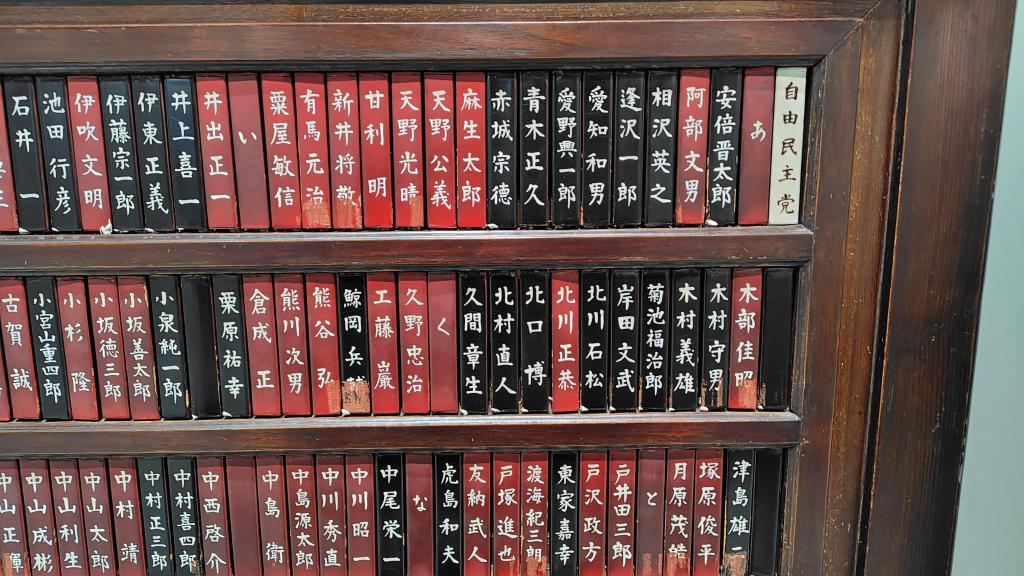 自由民主党
あ
安倍晋太郎
阿部文男
相沢英之
逢沢一郎
愛知和男
愛野興一郎
青木正久
赤城宗徳
麻生太郎
天野公義
天野光晴
甘利明
新井将敬
有馬元治
粟屋敏信
い
井出正一
井上喜一
伊東正義
伊藤宗一郎
伊吹文明
池田行彦
石井一
木部佳昭
木村守男
木村義雄
菊池福治郎
岸田文武
北川石松
北川正恭
北口博
北村直人
久間章生
く
久野忠治
工藤巌
鯨岡兵
熊谷弘
熊川次男
倉成正
栗原祐幸
小泉純一郎
小坂善太郎
小坂徳三郎
小杉隆
小宮山重四郎
古賀誠
津島雄二
塚原俊平
月原茂
と
戸井田三郎
戸沢政方
東家嘉幸
渡海紀三朗
戸塚進也
友納武人
虎島和夫
な
中尾栄一
中川昭一
中川秀直
中島源太郎
中島衛
中西啓介
中村喜四郎
中村正三郎
中村靖
中山太郎
中山利生
中山成彬
中山正暉